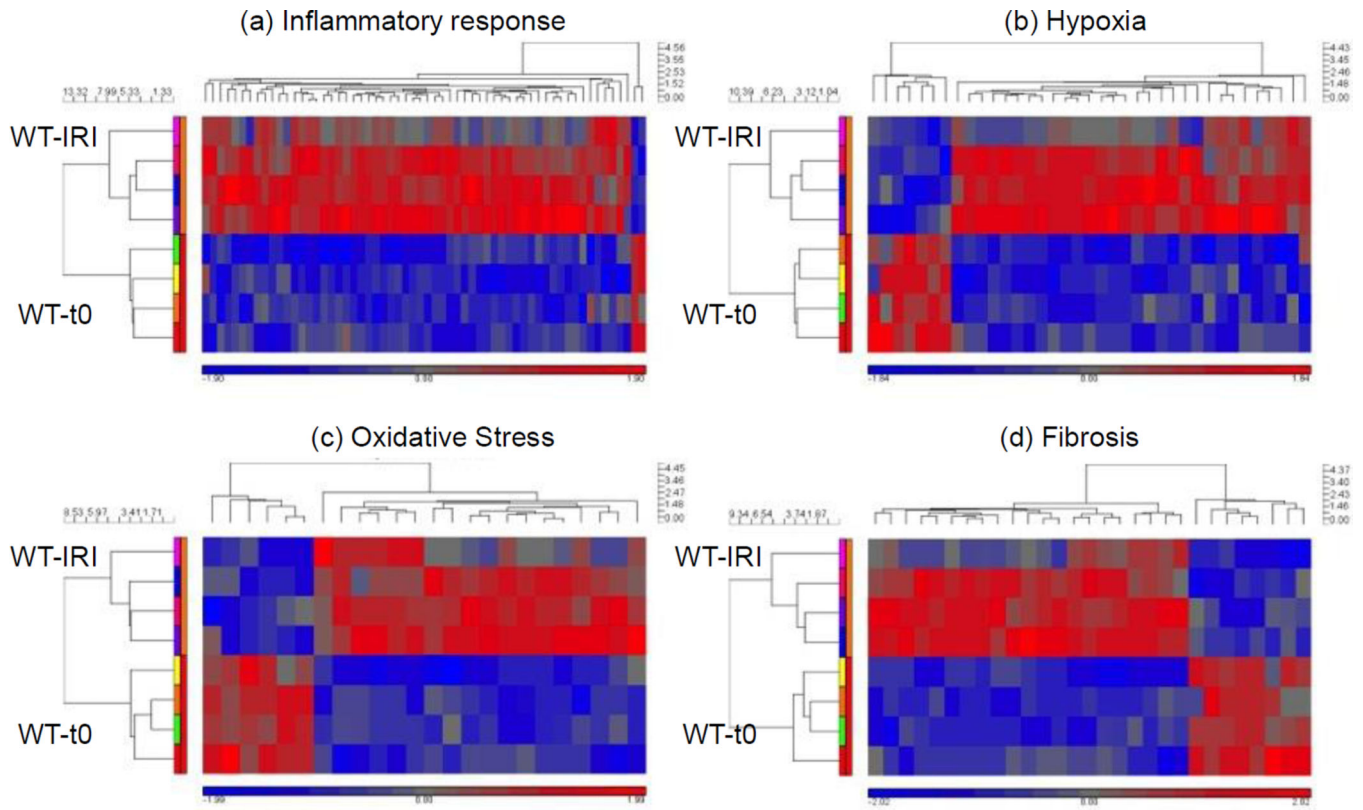 (a) Inflammatory response
(b) Hypoxia
4.56
3.55
2.53
1.52
0.00
4.43
3.45
2.46
1.48
0.00
13.32 7.99 5.33 1.33
10.39 6.23 3.12 1.04
WT-IRI
WT-IRI
WT-t0
WT-t0
-1.90 0.00 1.90
-1.84 0.00 1.84
(c) Oxidative Stress
(d) Fibrosis
4.45
3.46
2.47
1.48
0.00
4.37
3.40
2.43
1.46
0.00
8.53 5.97 3.41 1.71
9.34 6.54 3.74 1.87
WT-IRI
WT-IRI
WT-t0
WT-t0
-1.99 0.00 1.99
-2.02 0.00 2.02